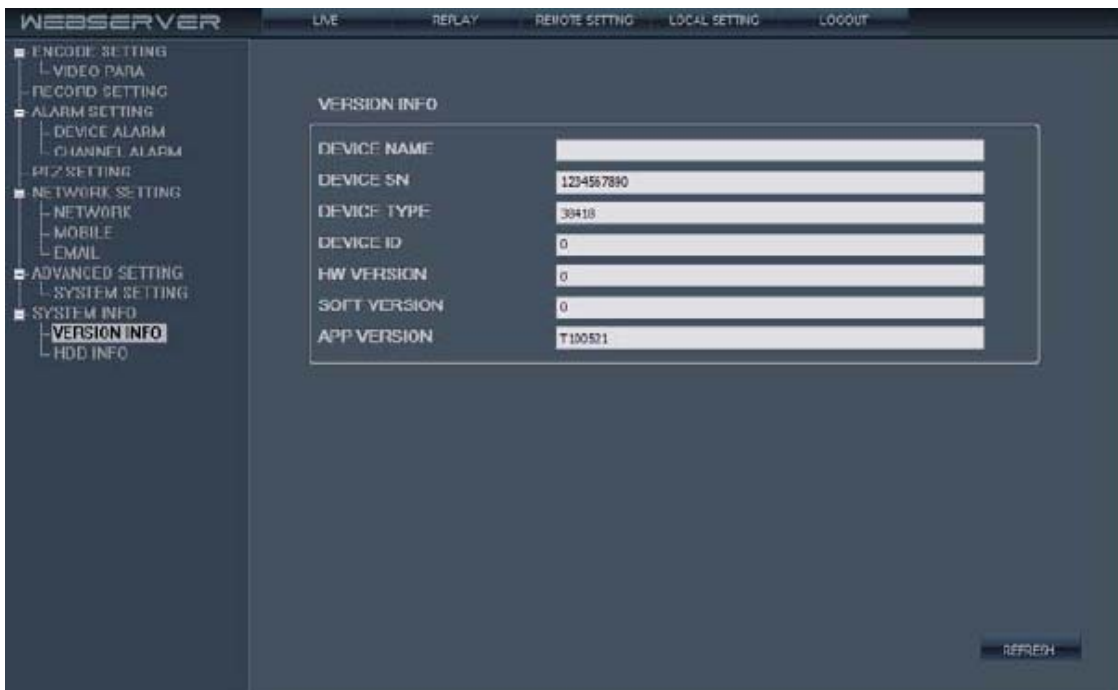 WEBSERVER
LIVE REPLAY REMOTE SETTING LOCAL SETTING LOGOUT
ENCODE SETTING
VIDEO PARA
RECORD SETTING
ALARM SETTING
DEVICE ALARM
CHANNEL ALARM
PTZ SETTING
NETWORK SETTING
NETWORK
MOBILE
EMAIL
ADVANCED SETTING
SYSTEM SETTING
SYSTEM INFO
VERSION INFO
HDD INFO
VERSION INFO
DEVICE NAME
DEVICE SN 1234567890
DEVICE TYPE 38418
DEVICE ID 0
HW VERSION 0
SOFT VERSION 0
APP VERSION T100521
REFRESH